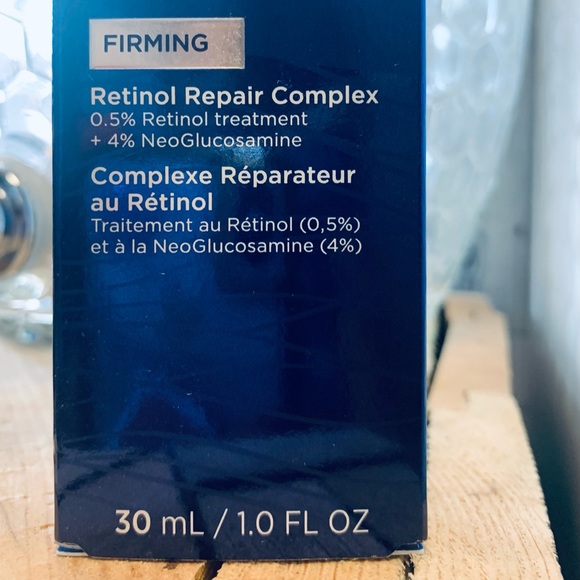 FIRMING
Retinol Repair Complex
0.5% Retinol treatment
+ 4% NeoGlucosamine
Complexe Réparateur
au Rétinol
Traitement au Rétinol (0,5%)
et à la NeoGlucosamine (4%)
30 mL / 1.0 FL OZ